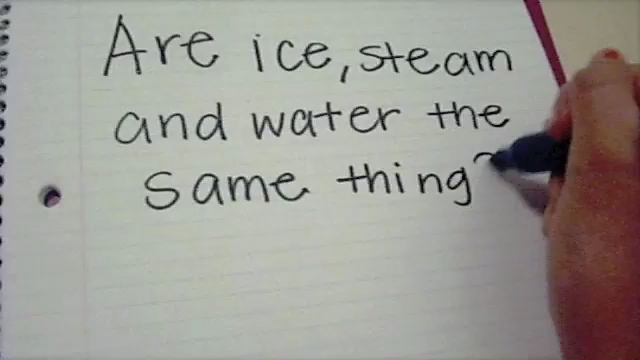 Are ice, steam
and water the
same thing?